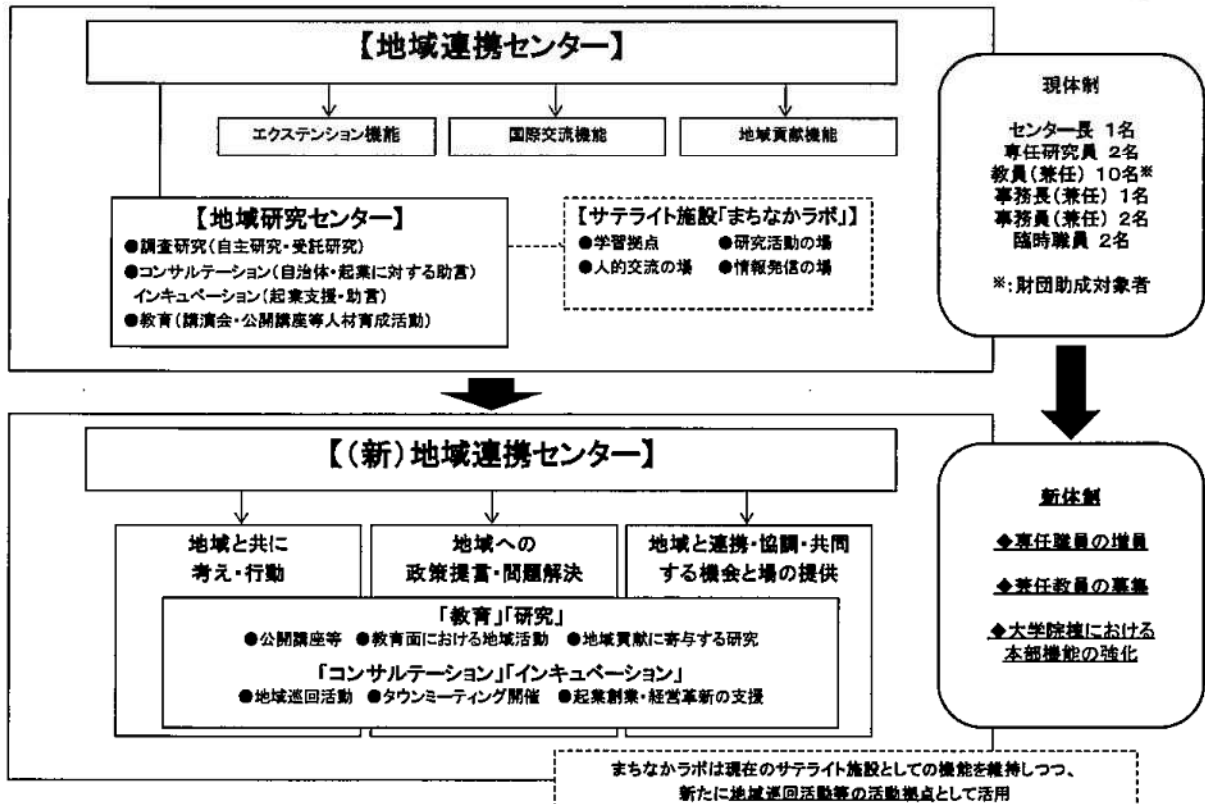 【地域連携センター】
エクステンション機能
国際交流機能
地域貢献機能
【地域研究センター】
●調査研究(自主研究・受託研究)
●コンサルテーション(自治体・起業に対する助言)
インキュベーション(起業支援・助言)
●教育(講演会・公開講座等人材育成活動)
【サテライト施設「まちなかラボ」】
●学習拠点 ●研究活動の場
●人的交流の場 ●情報発信の場
現体制
センター長 1名
専任研究員 2名
教員(兼任) 10名※
事務長(兼任) 1名
事務員(兼任) 2名
臨時職員 2名
※:財団助成対象者
【(新)地域連携センター】
地域と共に
考え・行動
地域への
政策提言・問題解決
地域と連携・協調・共同
する機会と場の提供
「教育」「研究」
●公開講座等 ●教育面における地域活動 ●地域貢献に寄与する研究
「コンサルテーション」「インキュベーション」
●地域巡回活動 ●タウンミーティング開催 ●起業創業・経営革新の支援
新体制
◆専任職員の増員
◆兼任教員の募集
◆大学院棟における
本部機能の強化
まちなかラボは現在のサテライト施設としての機能を維持しつつ、
新たに地域巡回活動等の活動拠点として活用